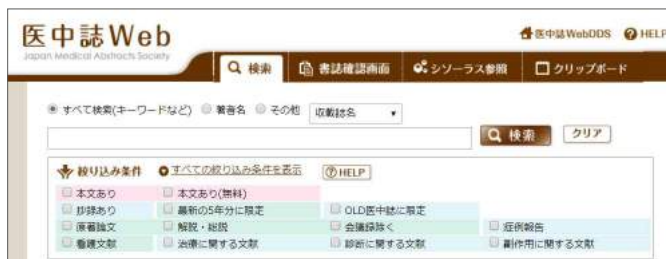 医中誌Web
医中誌WebDDS HELP
Japan Medical Abstracts Society
検索 書誌確認画面 シソーラス参照 クリップボード
すべて検索(キーワードなど) 著者名 その他 収載誌名
検索 クリア
絞り込み条件 すべての絞り込み条件を表示 HELP
本文あり 本文あり(無料)
抄録あり 最新の5年分に限定 OLD医中誌に限定
原著論文 解説・総説 会議録除く 症例報告
看護文献 治療に関する文献 診断に関する文献 副作用に関する文献